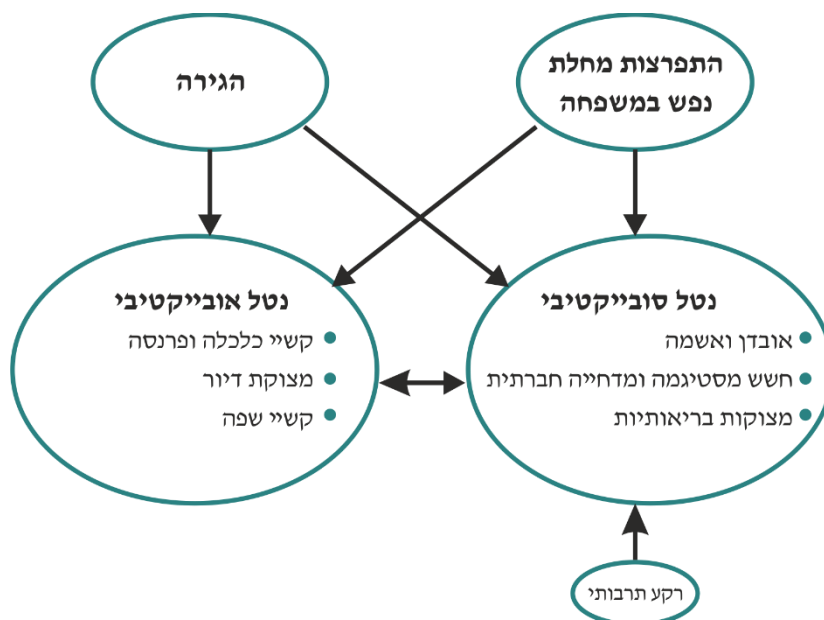 התפרצות מחלת
נפש במשפחה
הגירה
נטל סובייקטיבי
• אובדן ואשמה
• חשש מסטיגמה ומדחייה חברתית
• מצוקות בריאותיות
נטל אובייקטיבי
• קשיי כלכלה ופרנסה
• מצוקת דיור
• קשיי שפה
רקע תרבותי